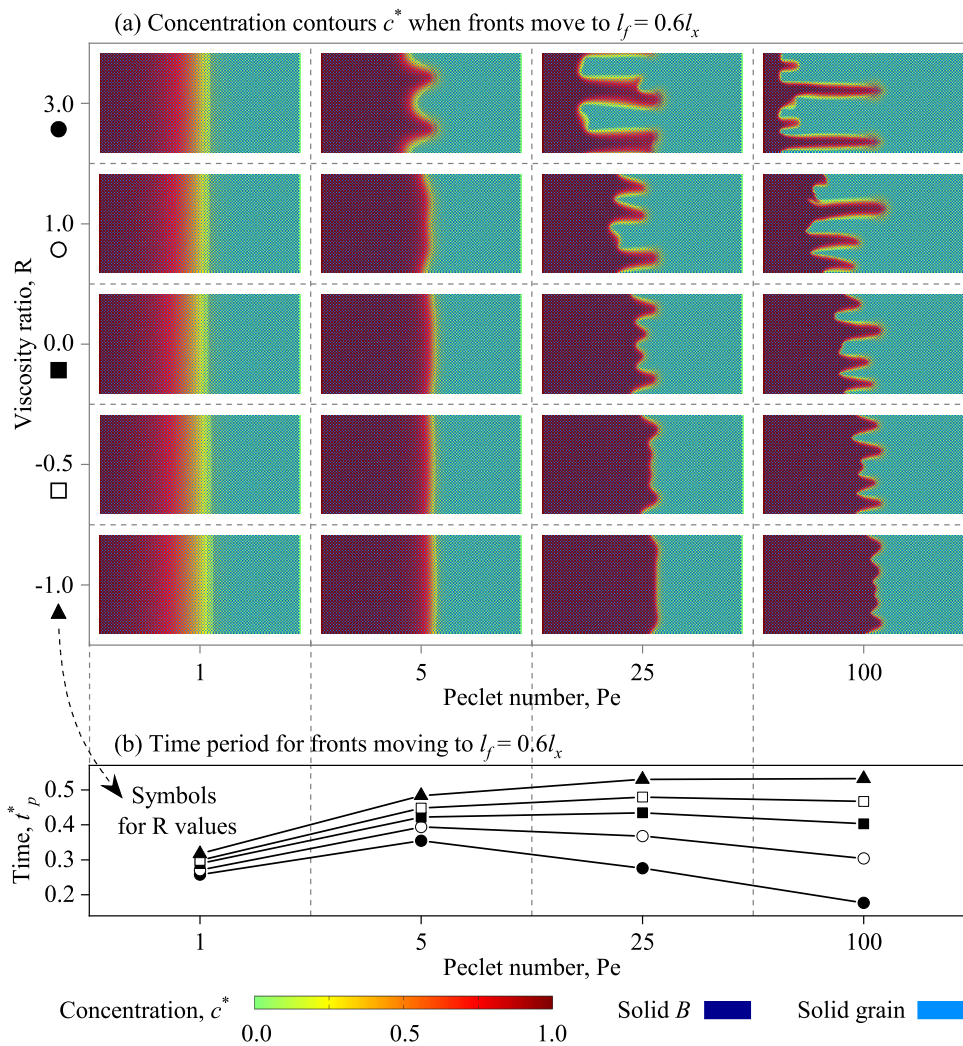 (a) Concentration contours c* when fronts move to l_f = 0.6l_x
Viscosity ratio, R
3.0
1.0
0.0
-0.5
-1.0
1 5 25 100
Peclet number, Pe
(b) Time period for fronts moving to l_f = 0.6l_x
Time, t*_p
0.5
0.4
0.3
0.2
Symbols
for R values
1 5 25 100
Peclet number, Pe
Concentration, c*
0.0 0.5 1.0
Solid B
Solid grain